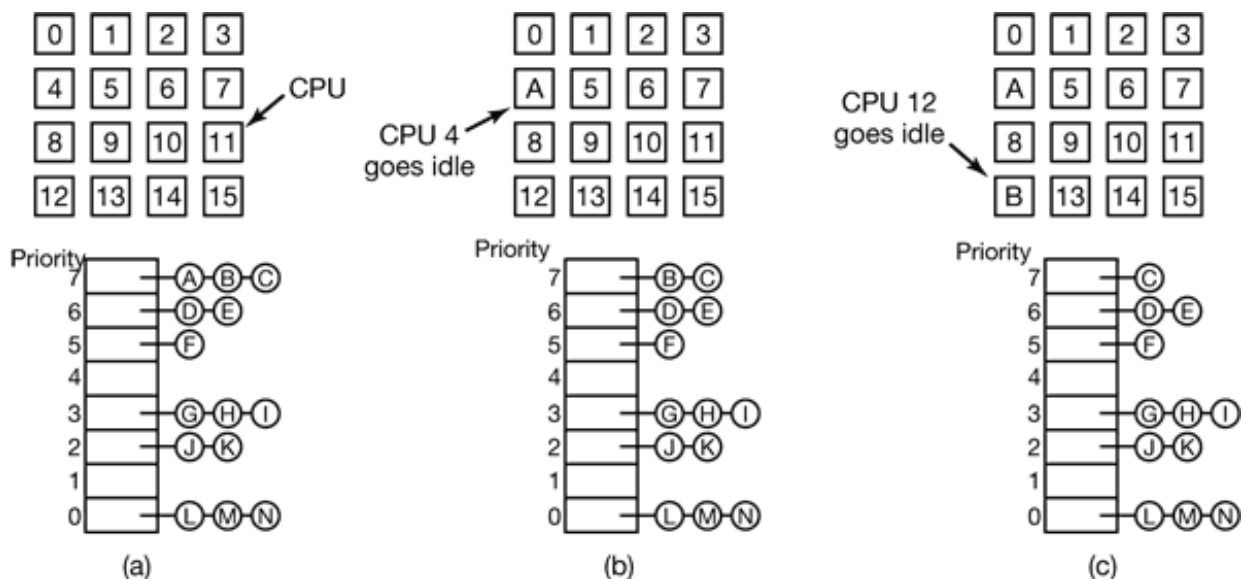 0 1 2 3
4 5 6 7
8 9 10 11
12 13 14 15
CPU
Priority
7 A B C
6 D E
5 F
4
3 G H I
2 J K
1
0 L M N
(a)
0 1 2 3
A 5 6 7
8 9 10 11
12 13 14 15
CPU 4
goes idle
Priority
7 B C
6 D E
5 F
4
3 G H I
2 J K
1
0 L M N
(b)
0 1 2 3
A 5 6 7
8 9 10 11
B 13 14 15
CPU 12
goes idle
Priority
7 C
6 D E
5 F
4
3 G H I
2 J K
1
0 L M N
(c)